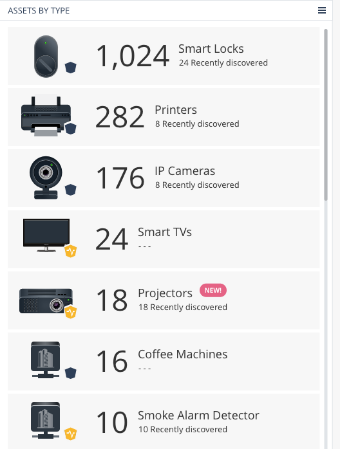 ASSETS BY TYPE
1,024 Smart Locks
24 Recently discovered
282 Printers
8 Recently discovered
176 IP Cameras
8 Recently discovered
24 Smart TVs
---
18 Projectors NEW!
18 Recently discovered
16 Coffee Machines
---
10 Smoke Alarm Detector
10 Recently discovered